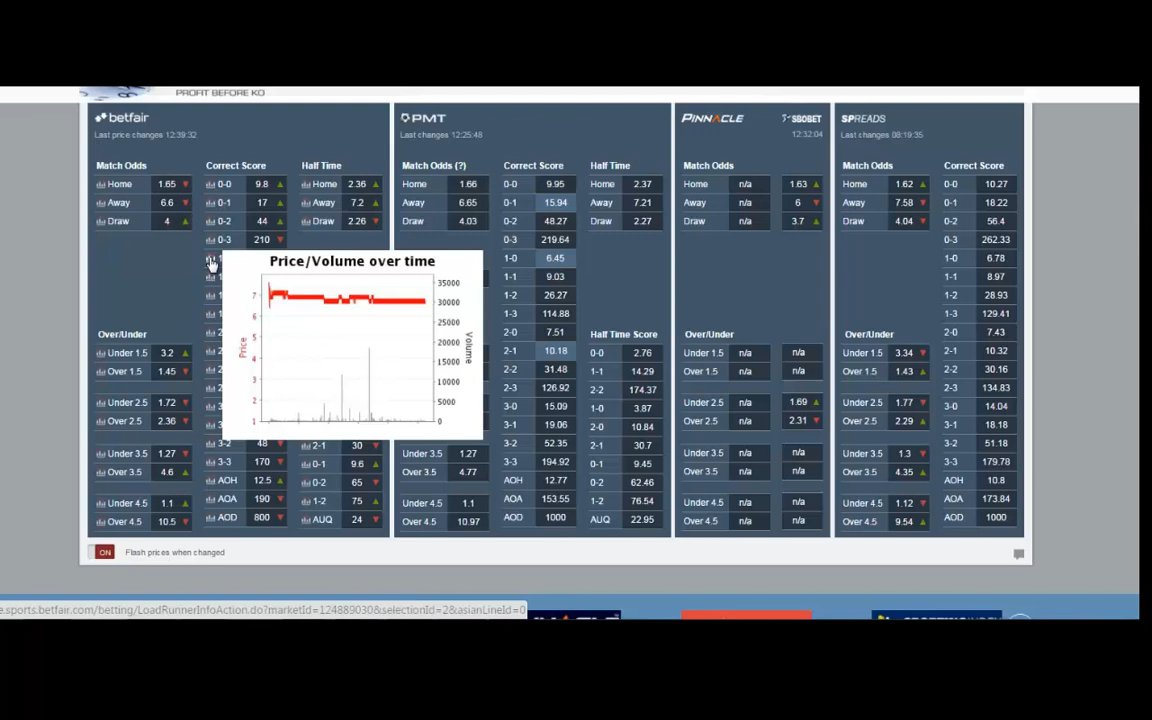 PROFIT BEFORE KO
betfair
Last price changes 12:39:32
Match Odds Correct Score Half Time
Home 1.65 0-0 9.8 Home 2.36
Away 6.6 0-1 17 Away 7.2
Draw 4 0-2 44 Draw 2.26
0-3 210
Over/Under
Under 1.5 3.2
Over 1.5 1.45
Under 2.5 1.72
Over 2.5 2.36
3-2 48 2-1 30
Under 3.5 1.27 3-3 170 0-1 9.6
Over 3.5 4.6 AOH 12.5 0-2 65
Under 4.5 1.1 AOA 190 1-2 75
Over 4.5 10.5 AOD 800 AUQ 24
Price/Volume over time
35000
30000
25000
20000
15000
10000
5000
0
7
6
5
4
3
2
1
Price
Volume
PMT
Last changes 12:25:48
Match Odds (?) Correct Score Half Time
Home 1.66 0-0 9.95 Home 2.37
Away 6.65 0-1 15.94 Away 7.21
Draw 4.03 0-2 48.27 Draw 2.27
0-3 219.64
1-0 6.45
1-1 9.03
1-2 26.27
1-3 114.88
2-0 7.51 Half Time Score
2-1 10.18 0-0 2.76
2-2 31.48 1-1 14.29
2-3 126.92 2-2 174.37
3-0 15.09 1-0 3.87
3-1 19.06 2-0 10.84
3-2 52.35 2-1 30.7
Under 3.5 1.27 3-3 194.92 0-1 9.45
Over 3.5 4.77 AOH 12.77 0-2 62.46
Under 4.5 1.1 AOA 153.55 1-2 76.54
Over 4.5 10.97 AOD 1000 AUQ 22.95
PINNACLE SBOBET
12:32:04
Match Odds
Home n/a 1.63
Away n/a 6
Draw n/a 3.7
Over/Under
Under 1.5 n/a n/a
Over 1.5 n/a n/a
Under 2.5 n/a 1.69
Over 2.5 n/a 2.31
Under 3.5 n/a n/a
Over 3.5 n/a n/a
Under 4.5 n/a n/a
Over 4.5 n/a n/a
SPREADS
Last changes 08:19:35
Match Odds Correct Score
Home 1.62 0-0 10.27
Away 7.58 0-1 18.22
Draw 4.04 0-2 56.4
0-3 262.33
1-0 6.78
1-1 8.97
1-2 28.93
1-3 129.41
Over/Under 2-0 7.43
Under 1.5 3.34 2-1 10.32
Over 1.5 1.43 2-2 30.16
2-3 134.83
Under 2.5 1.77 3-0 14.04
Over 2.5 2.29 3-1 18.18
3-2 51.18
Under 3.5 1.3 3-3 179.78
Over 3.5 4.35 AOH 10.8
Under 4.5 1.12 AOA 173.84
Over 4.5 9.54 AOD 1000
ON Flash prices when changed
e.sports.betfair.com/betting/LoadRunnerInfoAction.do?marketId=124889030&selectionId=2&asianLineId=0